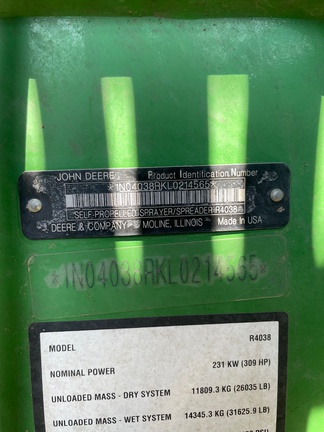 JOHN DEERE Product Identification Number
*1N04038RKL0214565*
SELF-PROPELLED SPRAYER/SPREADER R4038
DEERE & COMPANY MOLINE, ILLINOIS Made In USA
*1N04038RKL0214565*
MODEL R4038
NOMINAL POWER 231 KW (309 HP)
UNLOADED MASS - DRY SYSTEM 11809.3 KG (26035 LB)
UNLOADED MASS - WET SYSTEM 14345.3 KG (31625.9 LB)